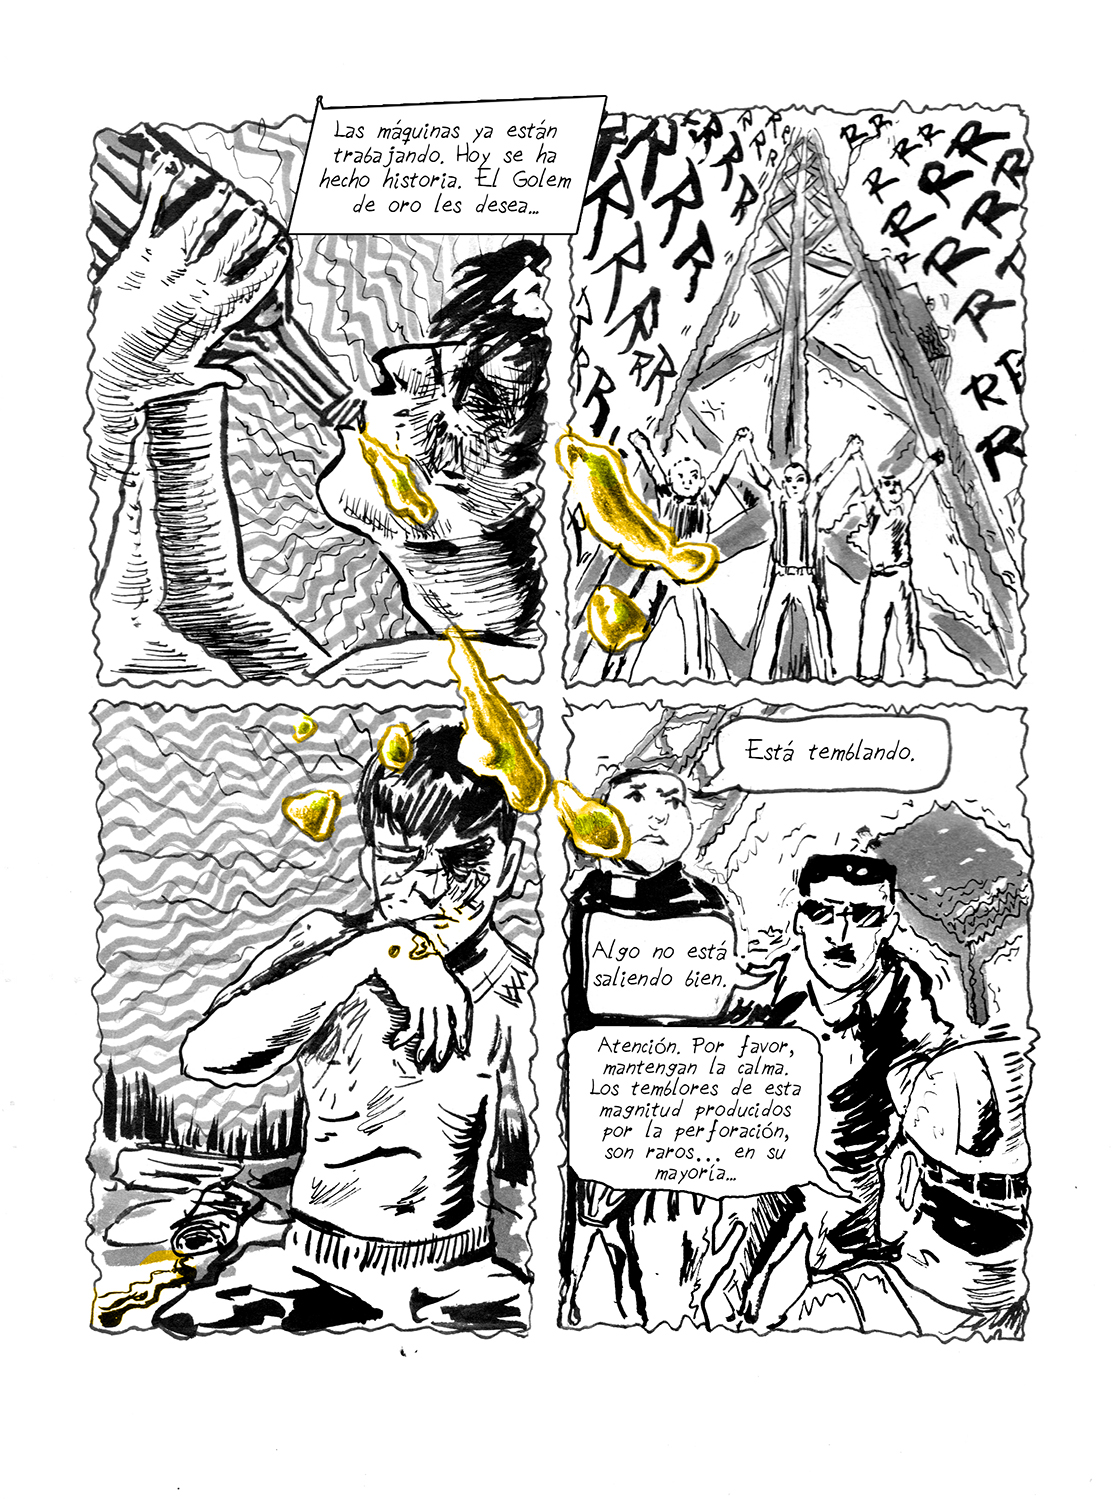 Las máquinas ya están
trabajando. Hoy se ha
hecho historia. El Golem
de oro les desea...
R R R R R R R R R R R R
Está temblando.
Algo no está
saliendo bien.
Atención. Por favor,
mantengan la calma.
Los temblores de esta
magnitud producidos
por la perforación,
son raros... en su
mayoría...